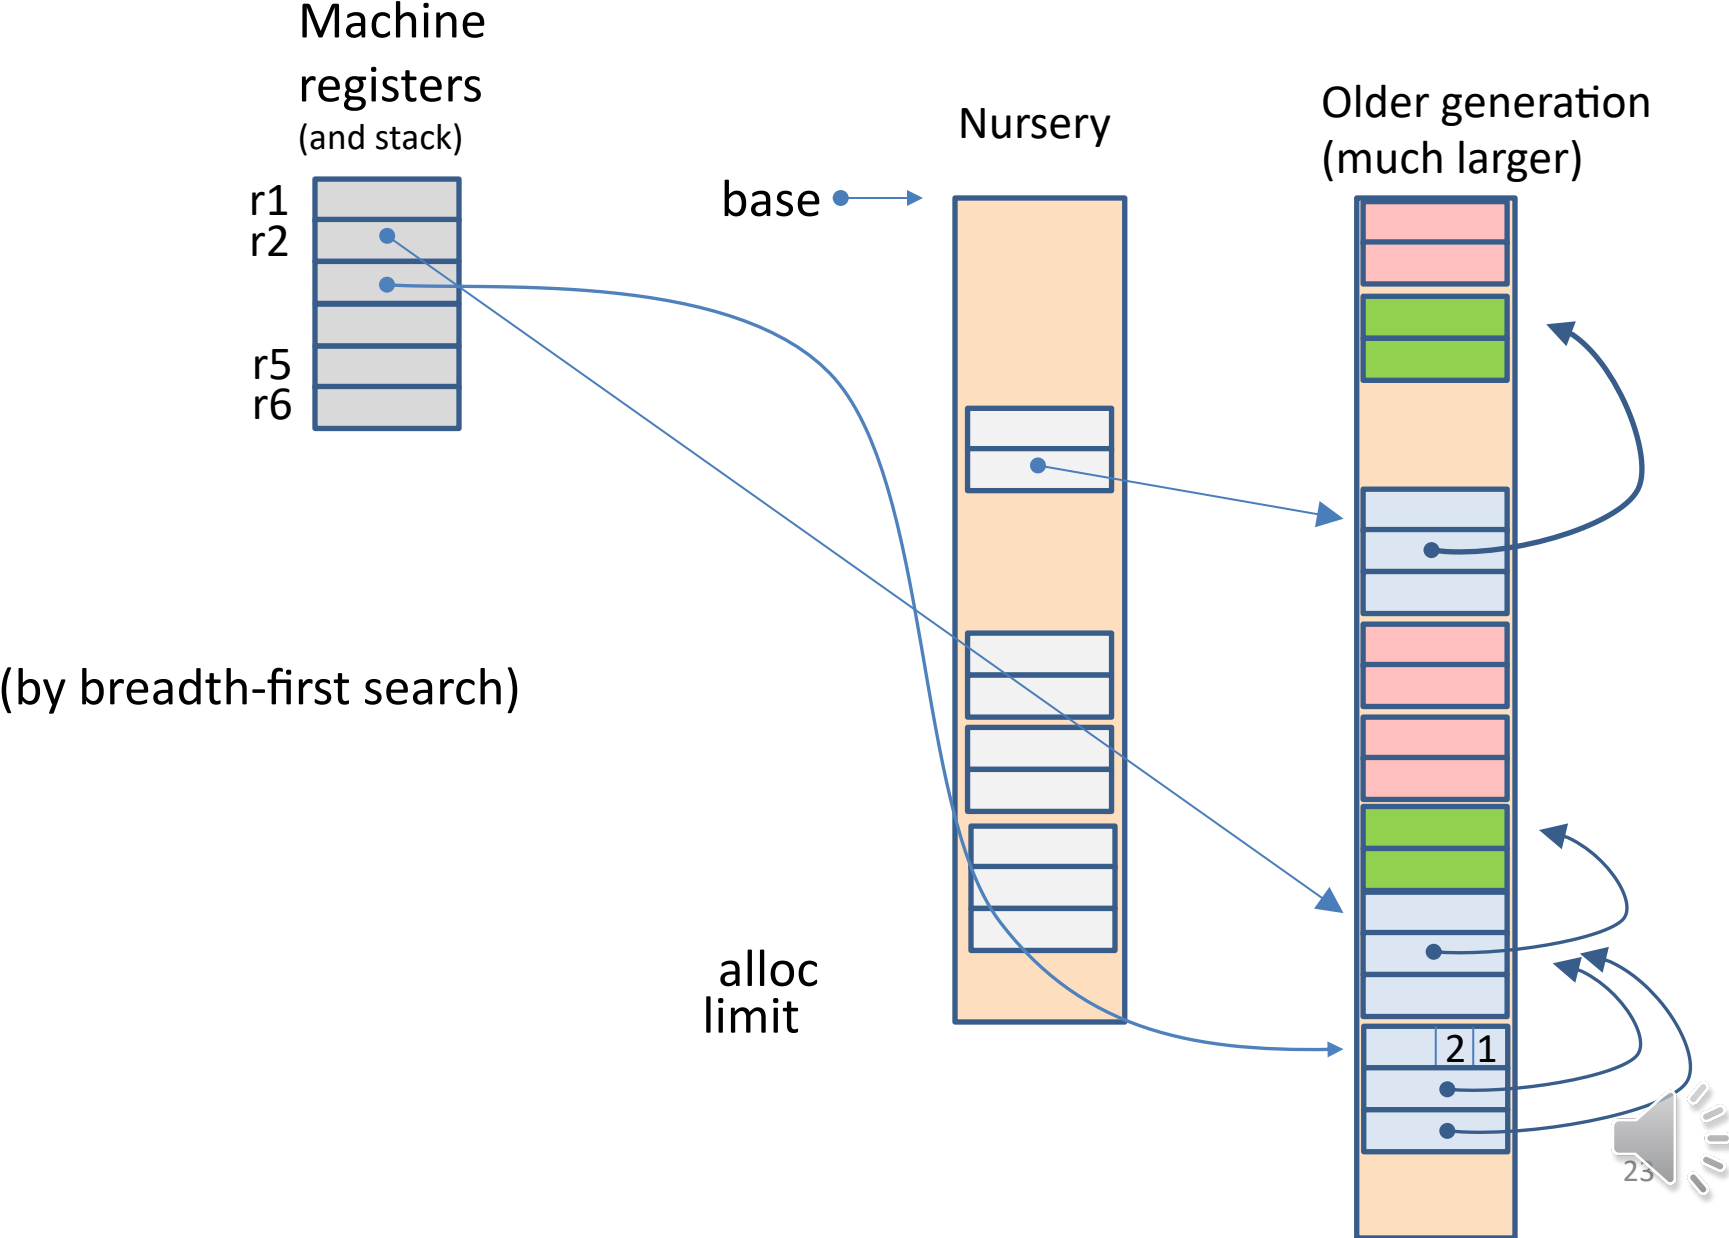 Machine
registers
(and stack)
r1
r2
r5
r6
(by breadth-first search)
base
Nursery
alloc
limit
Older generation
(much larger)
2 1
23